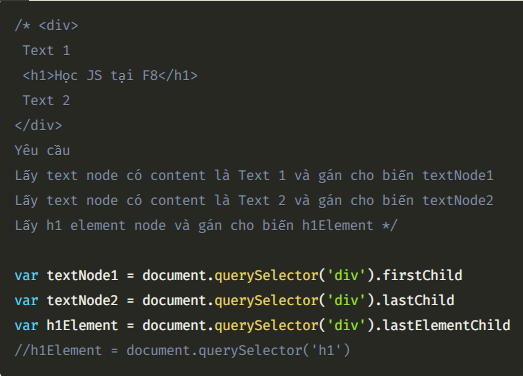 /* <div>
Text 1
<h1>Học JS tại F8</h1>
Text 2
</div>
Yêu cầu
Lấy text node có content là Text 1 và gán cho biến textNode1
Lấy text node có content là Text 2 và gán cho biến textNode2
Lấy h1 element node và gán cho biến h1Element */
var textNode1 = document.querySelector('div').firstChild
var textNode2 = document.querySelector('div').lastChild
var h1Element = document.querySelector('div').lastElementChild
//h1Element = document.querySelector('h1')